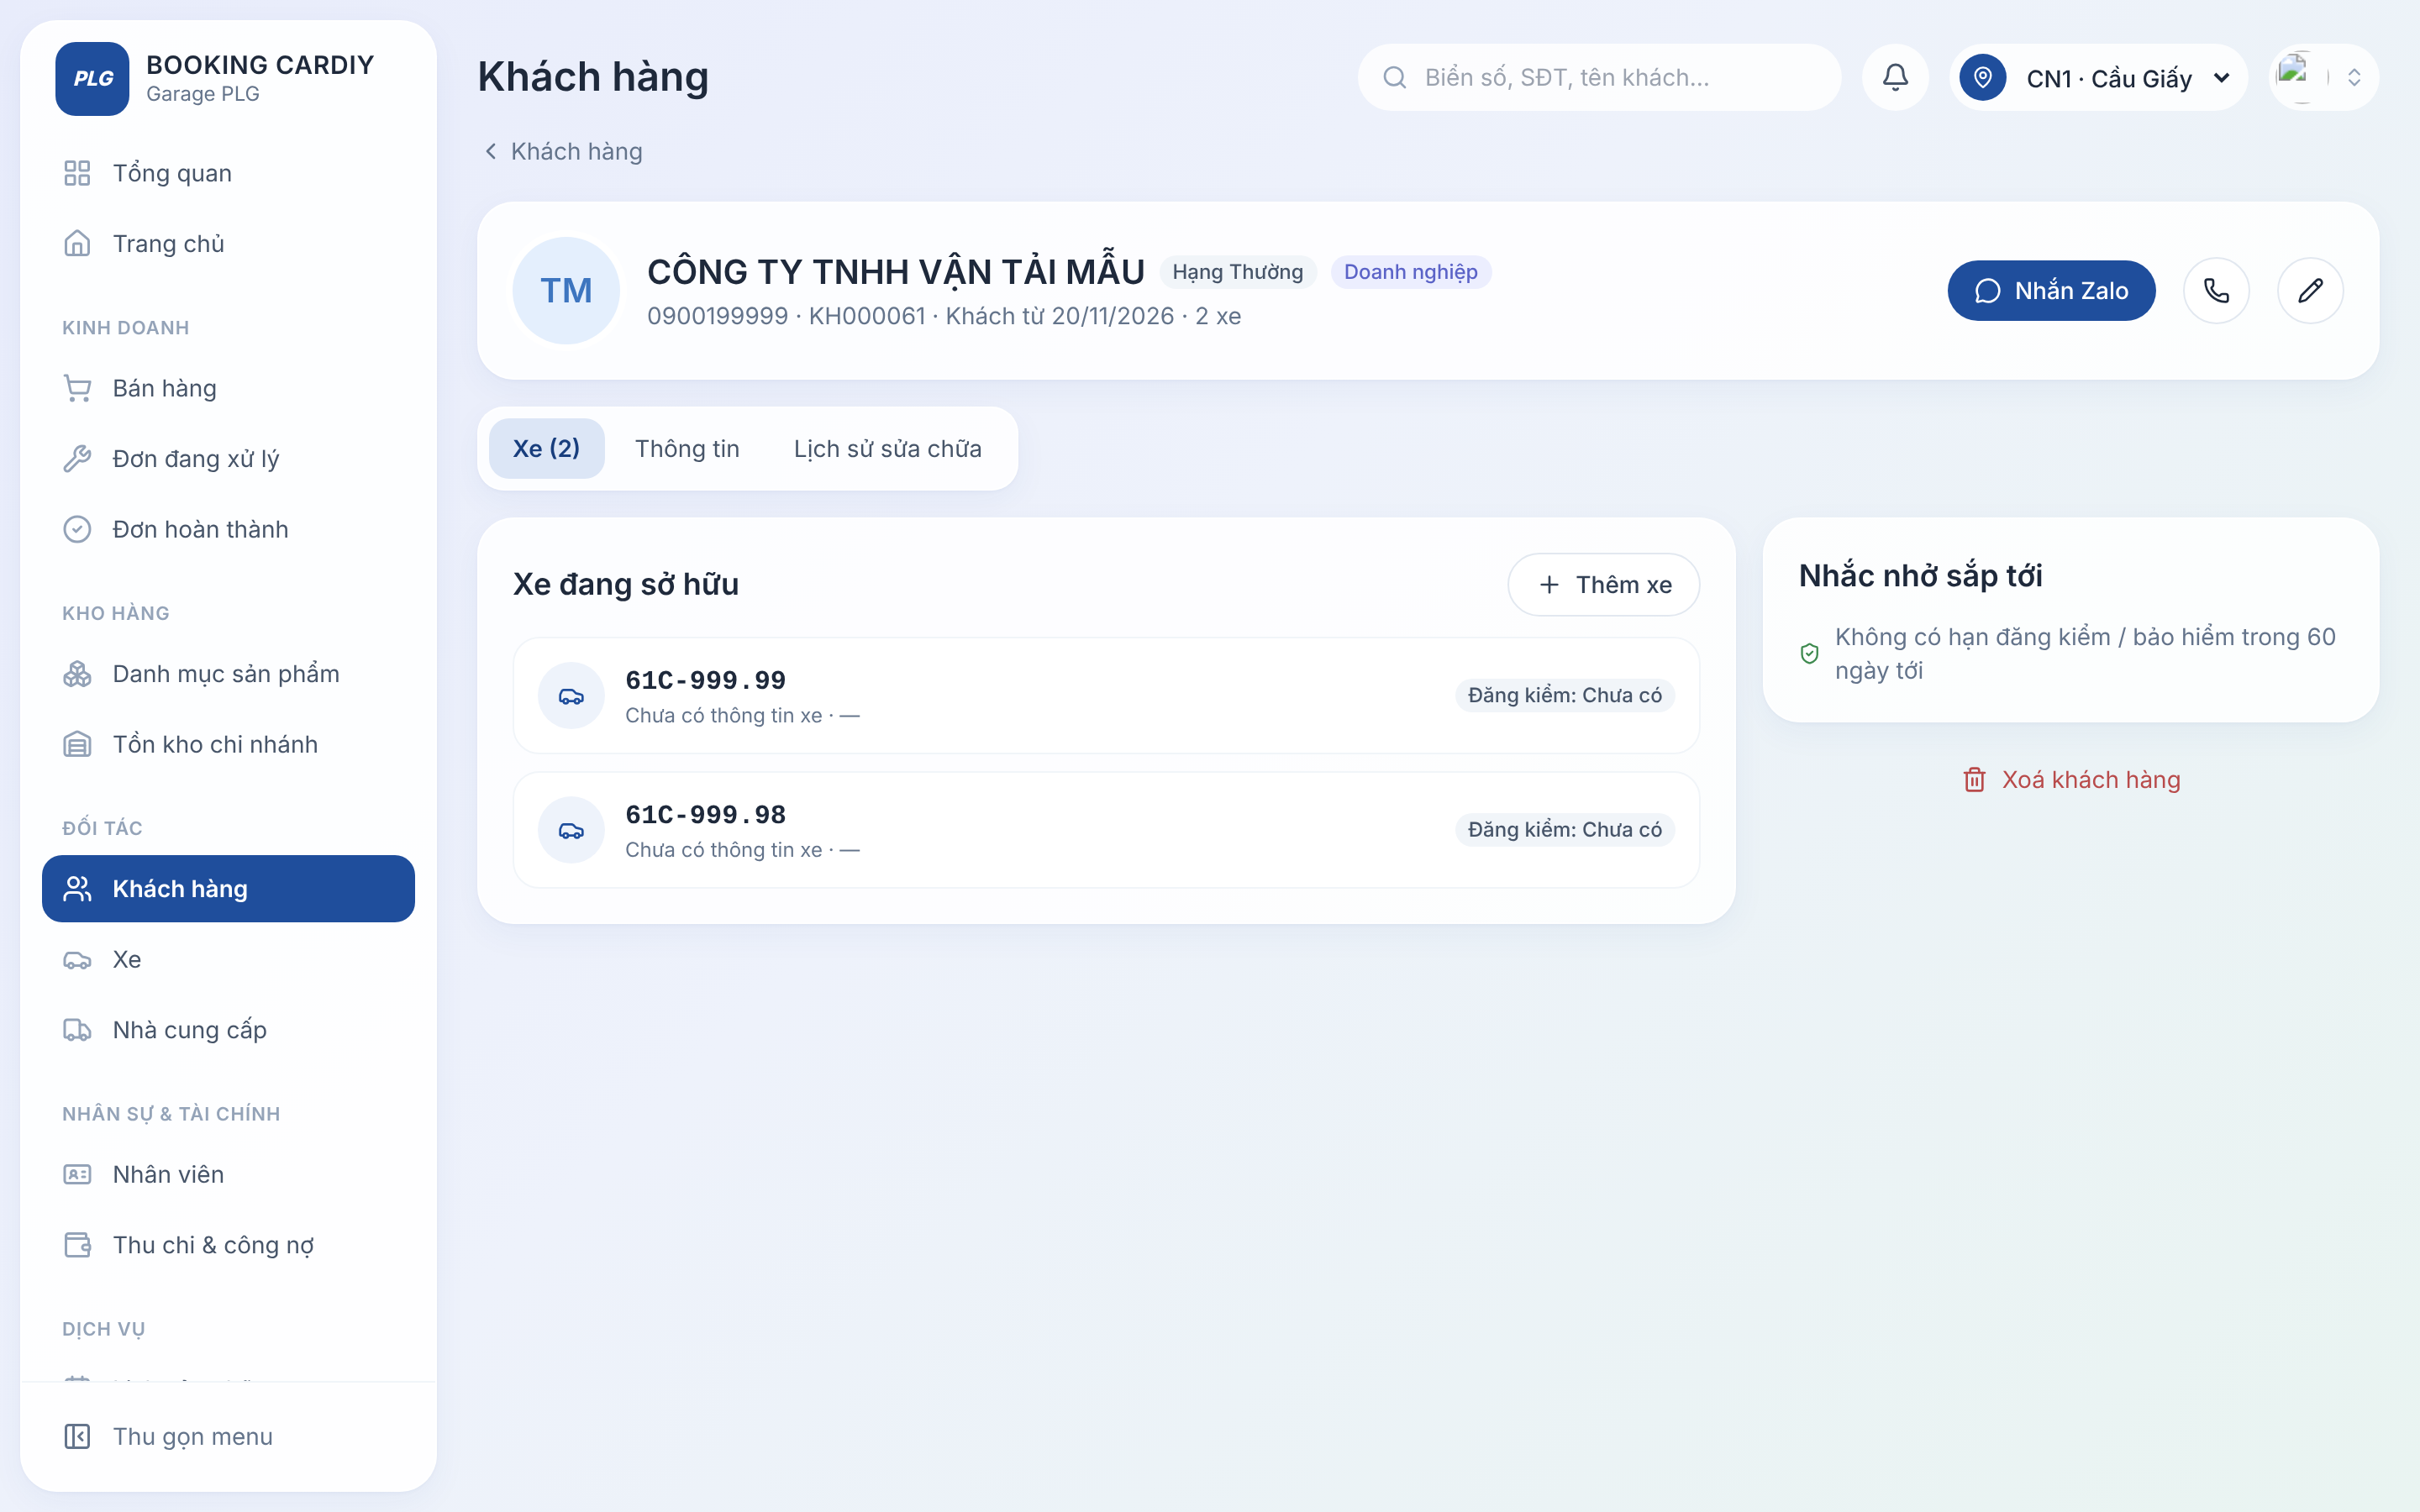 PLG
BOOKING CARDIY
Garage PLG
Tổng quan
Trang chủ
KINH DOANH
Bán hàng
Đơn đang xử lý
Đơn hoàn thành
KHO HÀNG
Danh mục sản phẩm
Tồn kho chi nhánh
ĐỐI TÁC
Khách hàng
Xe
Nhà cung cấp
NHÂN SỰ & TÀI CHÍNH
Nhân viên
Thu chi & công nợ
DỊCH VỤ
Thu gọn menu
Khách hàng
Biển số, SĐT, tên khách...
CN1 · Cầu Giấy
Khách hàng
TM
CÔNG TY TNHH VẬN TẢI MẪU
Hạng Thường
Doanh nghiệp
0900199999 · KH000061 · Khách từ 20/11/2026 · 2 xe
Nhắn Zalo
Xe (2)
Thông tin
Lịch sử sửa chữa
Xe đang sở hữu
Thêm xe
61C-999.99
Chưa có thông tin xe · —
Đăng kiểm: Chưa có
61C-999.98
Chưa có thông tin xe · —
Đăng kiểm: Chưa có
Nhắc nhở sắp tới
Không có hạn đăng kiểm / bảo hiểm trong 60
ngày tới
Xoá khách hàng